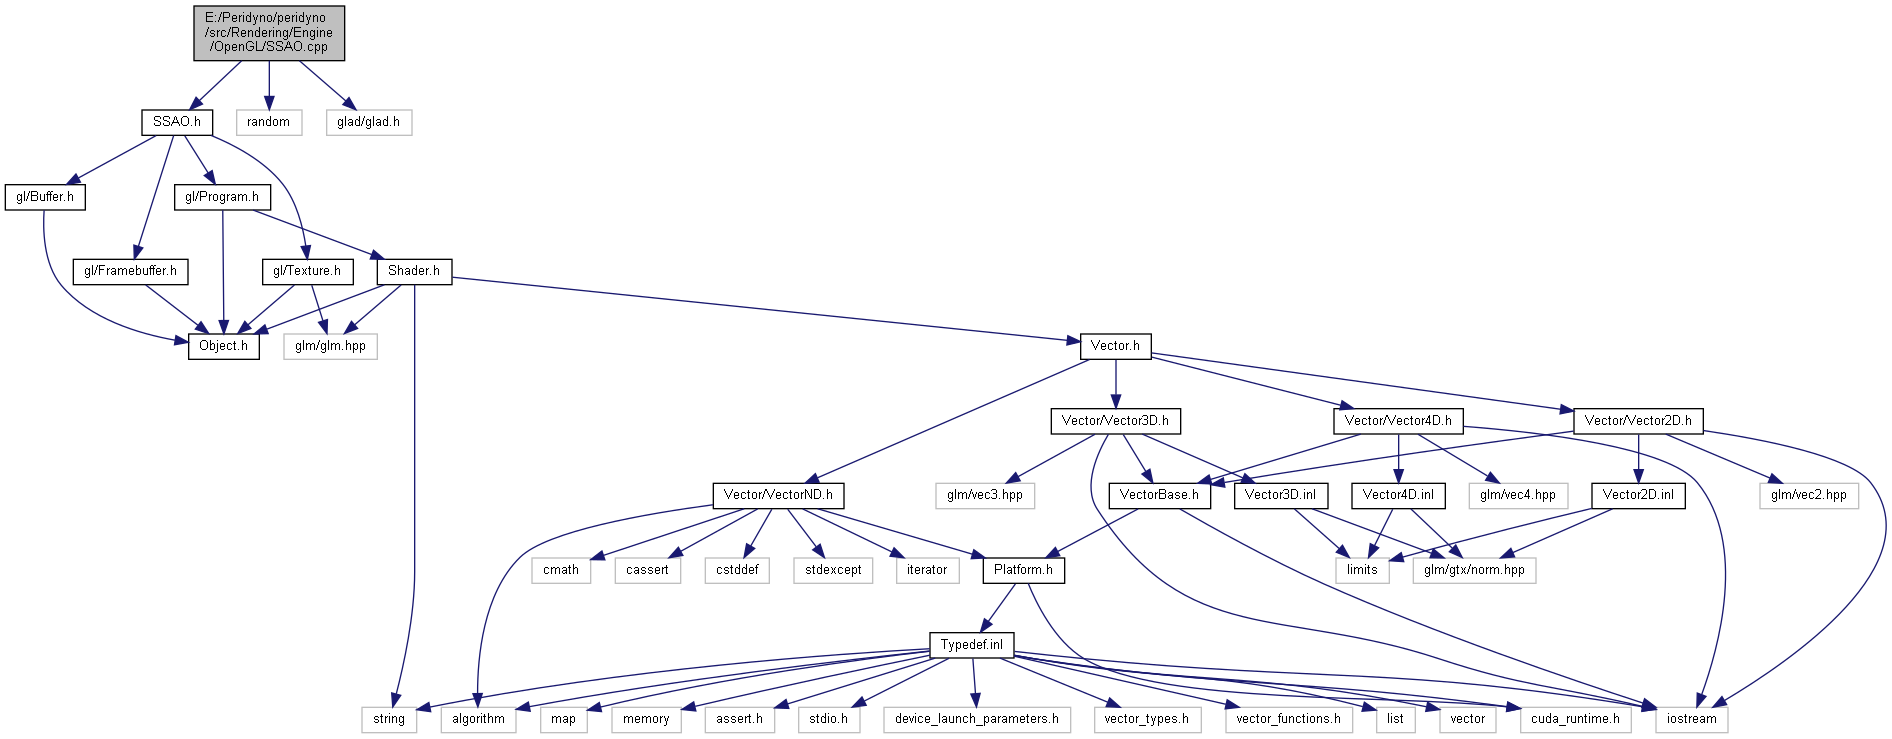 E:/Peridyno/peridyno
/src/Rendering/Engine
/OpenGL/SSAO.cpp
SSAO.h
random
glad/glad.h
gl/Buffer.h
gl/Program.h
gl/Framebuffer.h
gl/Texture.h
Shader.h
Object.h
glm/glm.hpp
Vector.h
Vector/Vector3D.h
Vector/Vector4D.h
Vector/Vector2D.h
Vector/VectorND.h
glm/vec3.hpp
VectorBase.h
Vector3D.inl
Vector4D.inl
glm/vec4.hpp
Vector2D.inl
glm/vec2.hpp
cmath
cassert
cstddef
stdexcept
iterator
Platform.h
limits
glm/gtx/norm.hpp
Typedef.inl
string
algorithm
map
memory
assert.h
stdio.h
device_launch_parameters.h
vector_types.h
vector_functions.h
list
vector
cuda_runtime.h
iostream